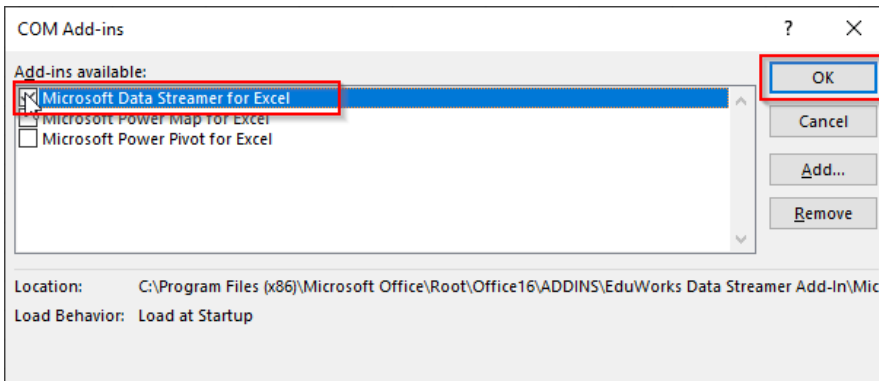 COM Add-ins ? X
Add-ins available:
Microsoft Data Streamer for Excel
Microsoft Power Map for Excel
Microsoft Power Pivot for Excel
OK
Cancel
Add...
Remove
Location: C:\Program Files (x86)\Microsoft Office\Root\Office16\ADDINS\EduWorks Data Streamer Add-In\Mic
Load Behavior: Load at Startup